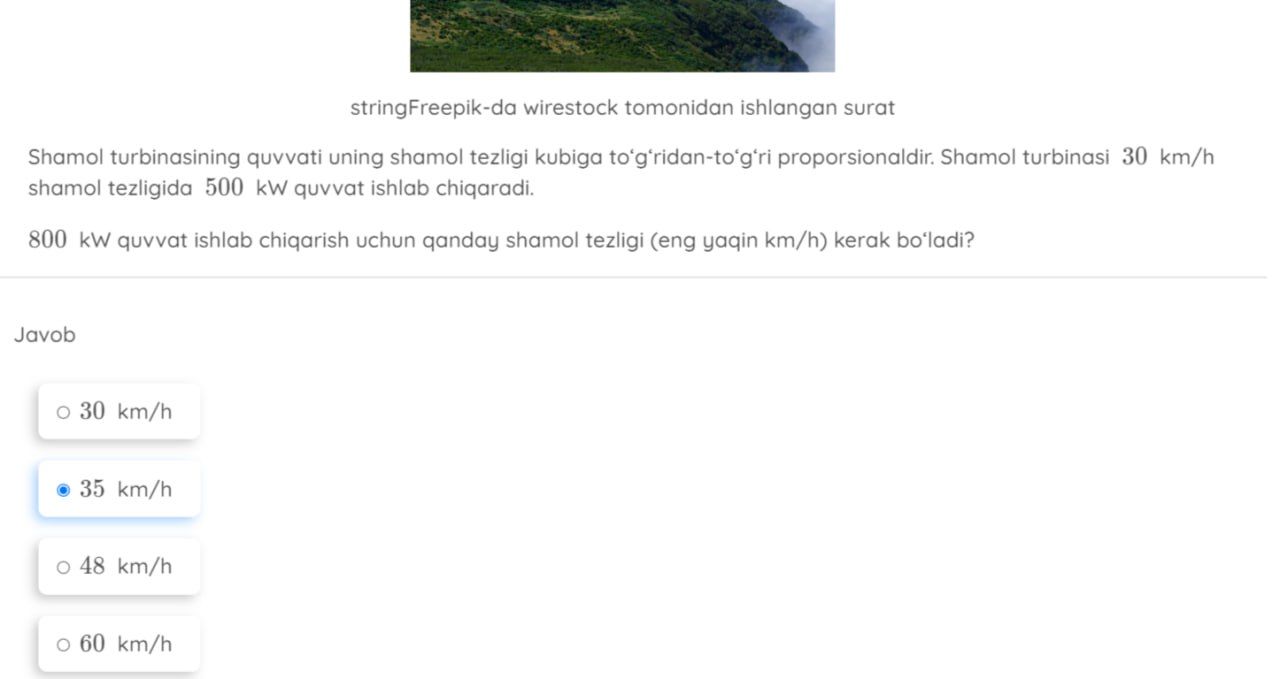 stringFreepik-da wirestock tomonidan ishlangan surat
Shamol turbinasining quvvati uning shamol tezligi kubiga to‘g‘ridan-to‘g‘ri proporsionaldir. Shamol turbinasi 30 km/h
shamol tezligida 500 kW quvvat ishlab chiqaradi.
800 kW quvvat ishlab chiqarish uchun qanday shamol tezligi (eng yaqin km/h) kerak bo‘ladi?
Javob
30 km/h
35 km/h
48 km/h
60 km/h